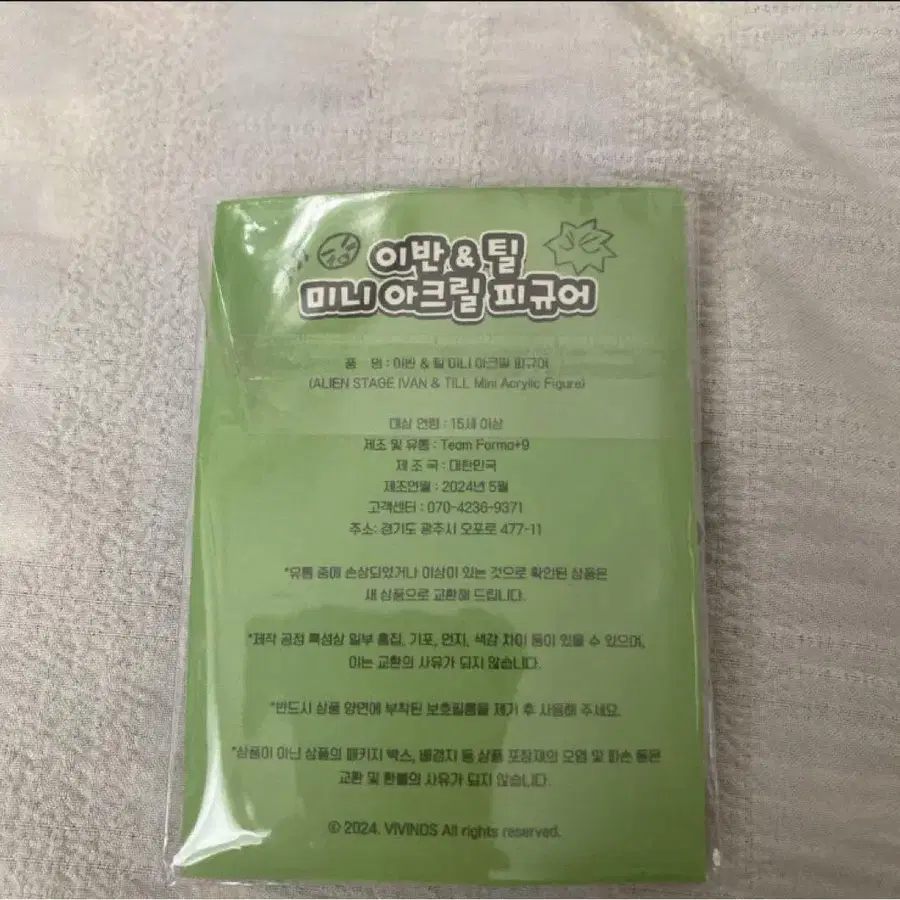 이반 & 틸
미니 아크릴 피규어
품 명 : 이반 & 틸 미니 아크릴 피규어
(ALIEN STAGE IVAN & TILL Mini Acrylic Figure)
대상 연령 : 15세 이상
제조 및 유통 : Team Forma+9
제 조 국 : 대한민국
제조연월 : 2024년 5월
고객센터 : 070-4236-9371
주소: 경기도 광주시 오포로 477-11
*유통 중에 손상되었거나 이상이 있는 것으로 확인된 상품은
새 상품으로 교환해 드립니다.
*제작 공정 특성상 일부 흠집, 기포, 먼지, 색감 차이 등이 있을 수 있으며,
이는 교환의 사유가 되지 않습니다.
*반드시 상품 양면에 부착된 보호필름을 제거 후 사용해 주세요.
*상품이 아닌 상품의 패키지 박스, 배경지 등 상품 포장재의 오염 및 파손 등은
교환 및 환불의 사유가 되지 않습니다.
© 2024. VIVINOS All rights reserved.